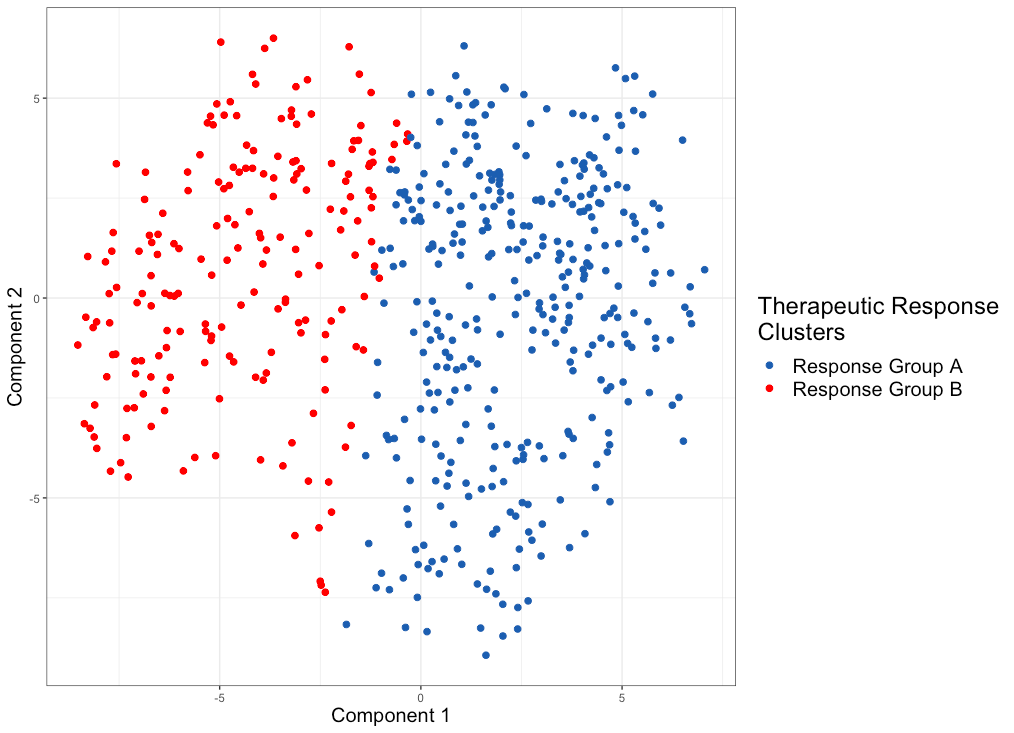 Component 2
5
0
-5
-5
0
5
Component 1
Therapeutic Response
Clusters
Response Group A
Response Group B